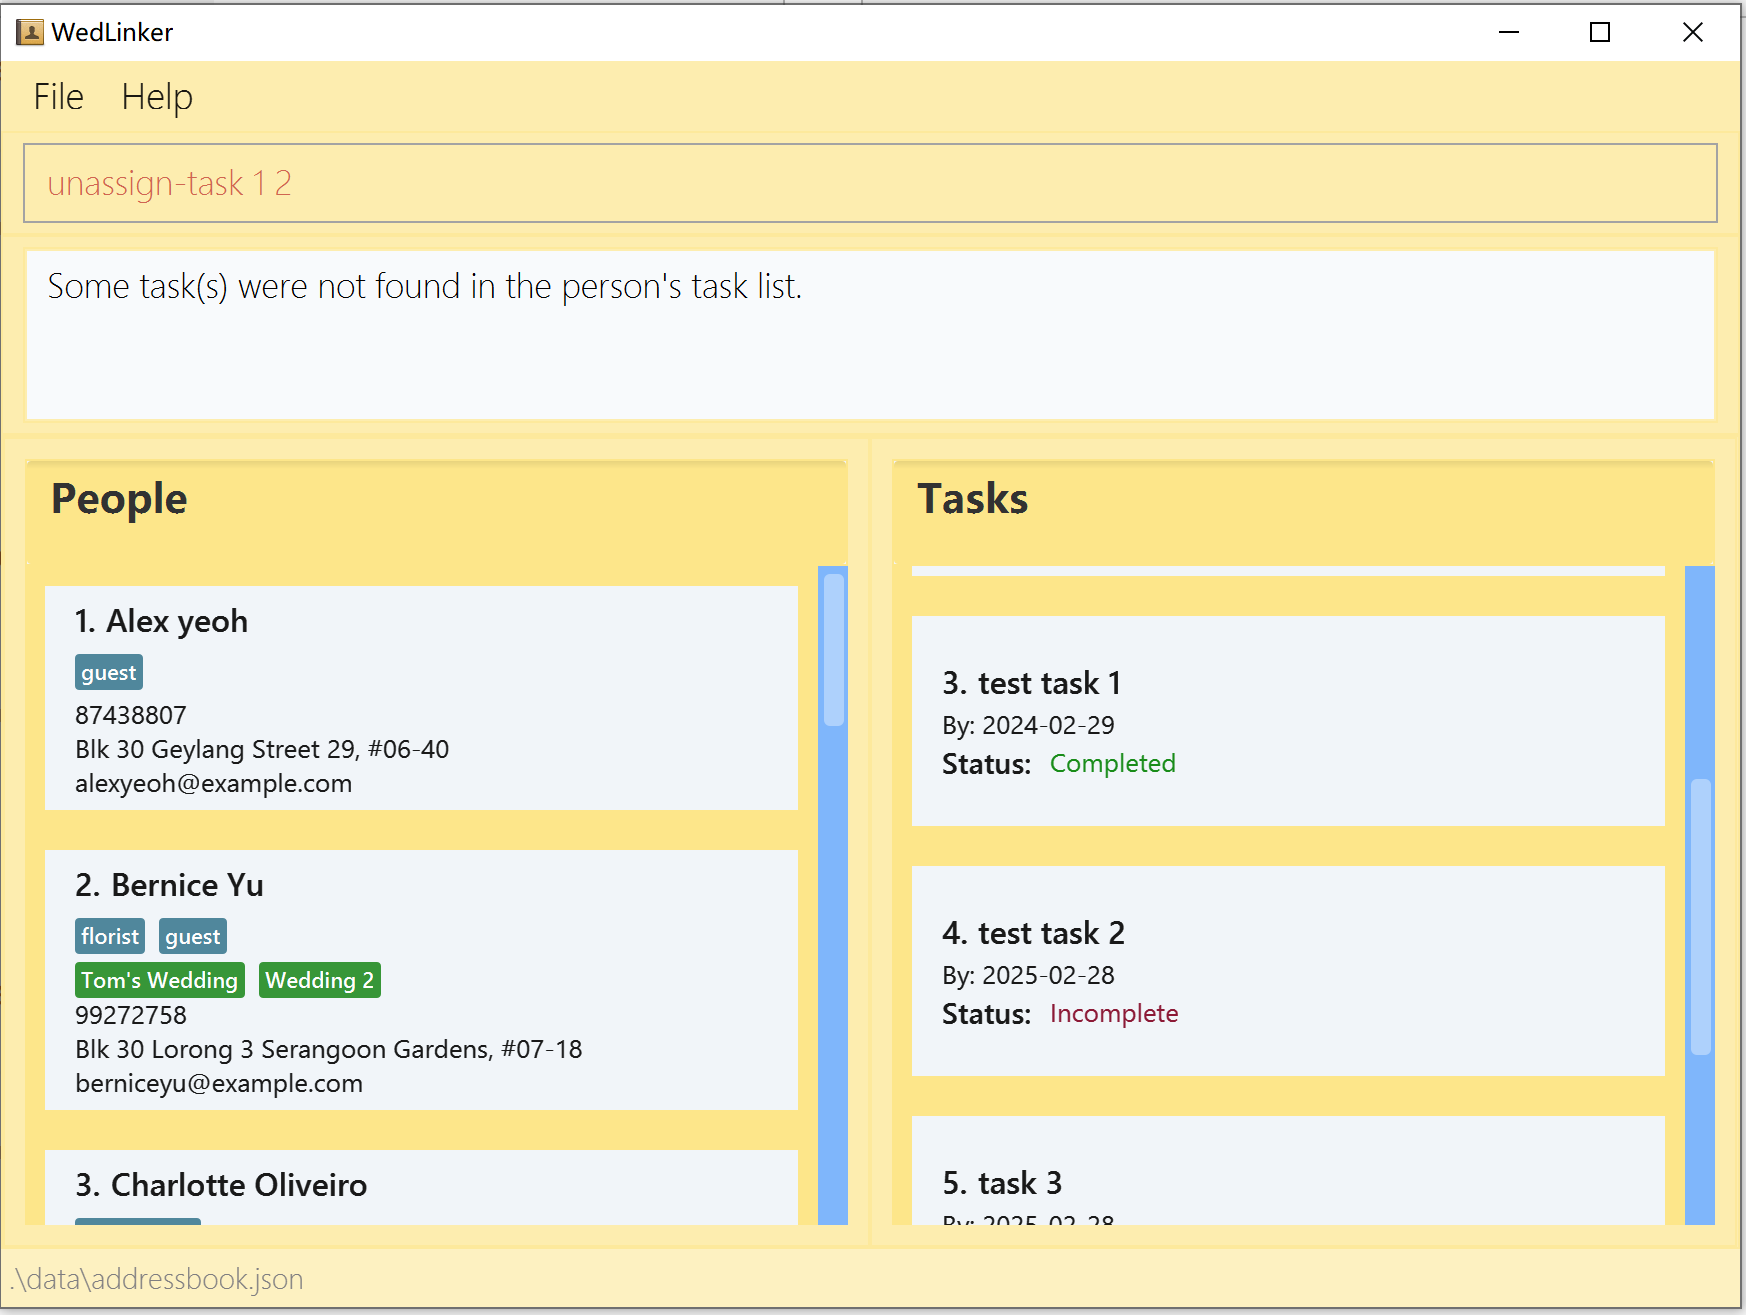 WedLinker
File Help
unassign-task 1 2
Some task(s) were not found in the person's task list.
People
1. Alex yeoh
guest
87438807
Blk 30 Geylang Street 29, #06-40
alexyeoh@example.com
2. Bernice Yu
florist guest
Tom's Wedding Wedding 2
99272758
Blk 30 Lorong 3 Serangoon Gardens, #07-18
berniceyu@example.com
3. Charlotte Oliveiro
Tasks
3. test task 1
By: 2024-02-29
Status: Completed
4. test task 2
By: 2025-02-28
Status: Incomplete
5. task 3
By: 2025-02-28
.\data\addressbook.json